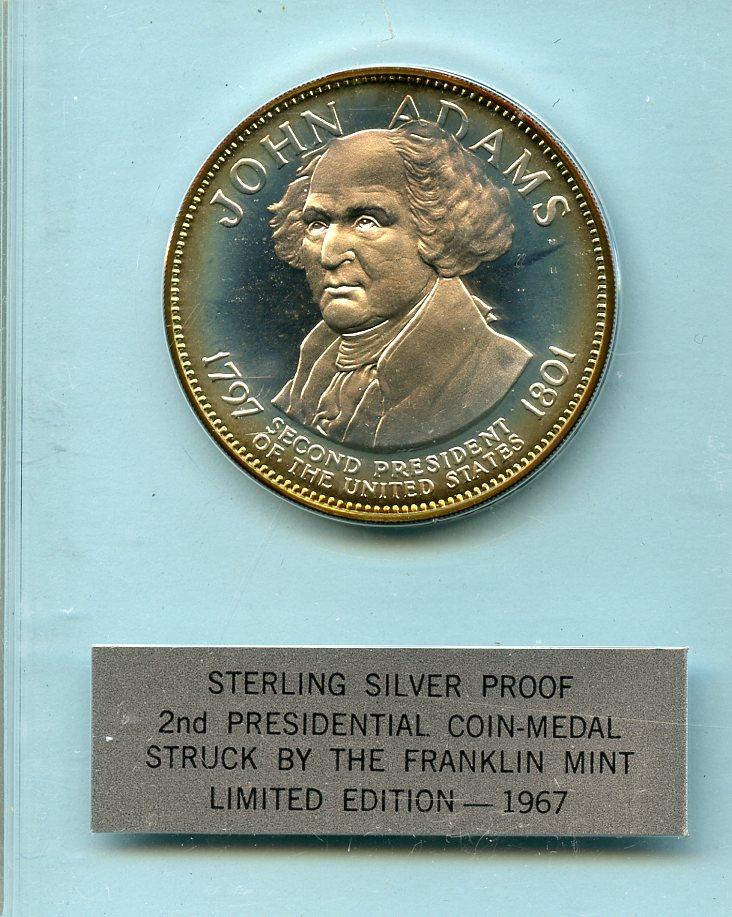 JOHN ADAMS
1797
1801
SECOND PRESIDENT
OF THE UNITED STATES
STERLING SILVER PROOF
2nd PRESIDENTIAL COIN-MEDAL
STRUCK BY THE FRANKLIN MINT
LIMITED EDITION — 1967